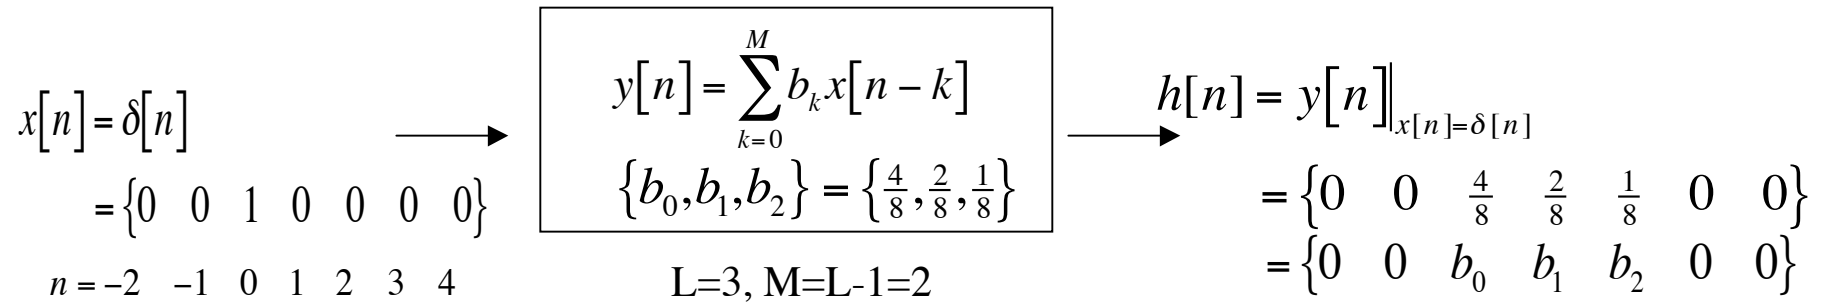 x[n] = δ[n]
= {0 0 1 0 0 0 0}
n = −2 −1 0 1 2 3 4
y[n] = \sum_{k=0}^{M} b_k x[n − k]
{b_0, b_1, b_2} = {4/8, 2/8, 1/8}
L=3, M=L-1=2
h[n] = y[n]|_{x[n]=δ[n]}
= {0 0 4/8 2/8 1/8 0 0}
= {0 0 b_0 b_1 b_2 0 0}